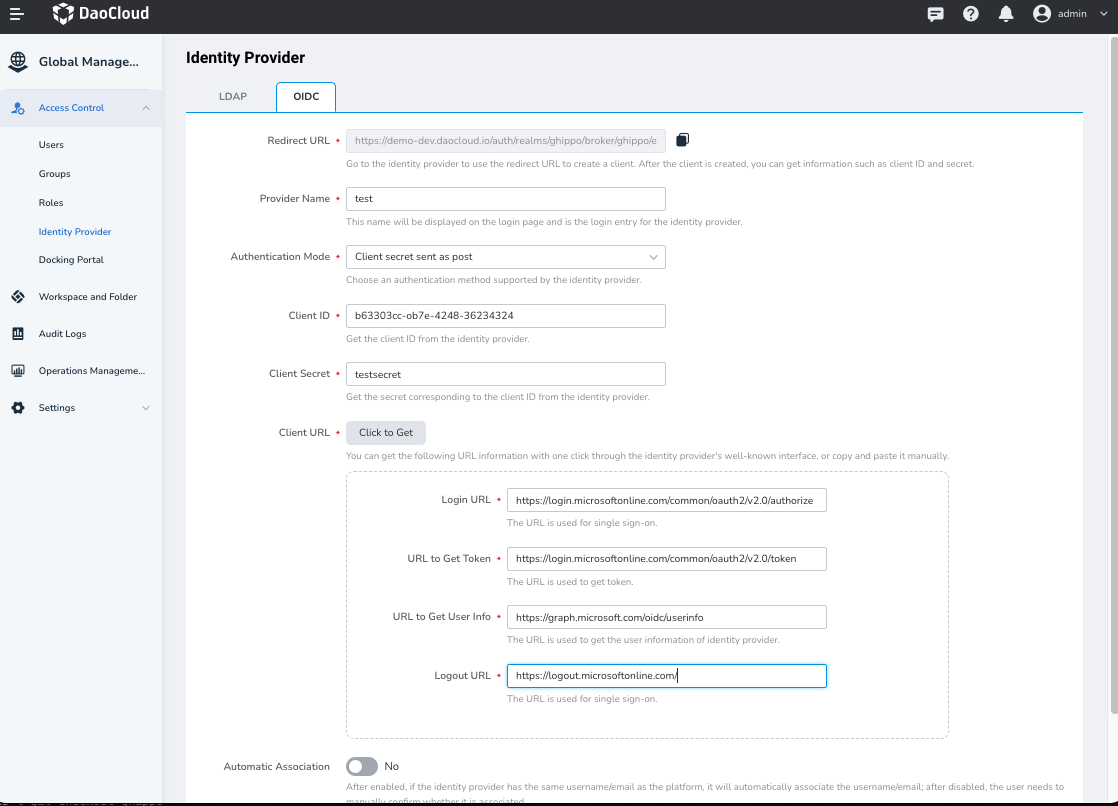 DaoCloud
admin
Global Manage...
Access Control
Users
Groups
Roles
Identity Provider
Docking Portal
Workspace and Folder
Audit Logs
Operations Manageme...
Settings
Identity Provider
LDAP
OIDC
Redirect URL • https://demo-dev.daocloud.io/auth/realms/ghippo/broker/ghippo/e
Go to the identity provider to use the redirect URL to create a client. After the client is created, you can get information such as client ID and secret.
Provider Name • test
This name will be displayed on the login page and is the login entry for the identity provider.
Authentication Mode • Client secret sent as post
Choose an authentication method supported by the identity provider.
Client ID • b63303cc-ob7e-4248-36234324
Get the client ID from the identity provider.
Client Secret • testsecret
Get the secret corresponding to the client ID from the identity provider.
Client URL • Click to Get
You can get the following URL information with one click through the identity provider's well-known interface, or copy and paste it manually.
Login URL • https://login.microsoftonline.com/common/oauth2/v2.0/authorize
The URL is used for single sign-on.
URL to Get Token • https://login.microsoftonline.com/common/oauth2/v2.0/token
The URL is used to get token.
URL to Get User Info • https://graph.microsoft.com/oidc/userinfo
The URL is used to get the user information of identity provider.
Logout URL • https://logout.microsoftonline.com/
The URL is used for single sign-on.
Automatic Association No
After enabled, if the identity provider has the same username/email as the platform, it will automatically associate the username/email; after disabled, the user needs to
manually confirm whether it is associated.